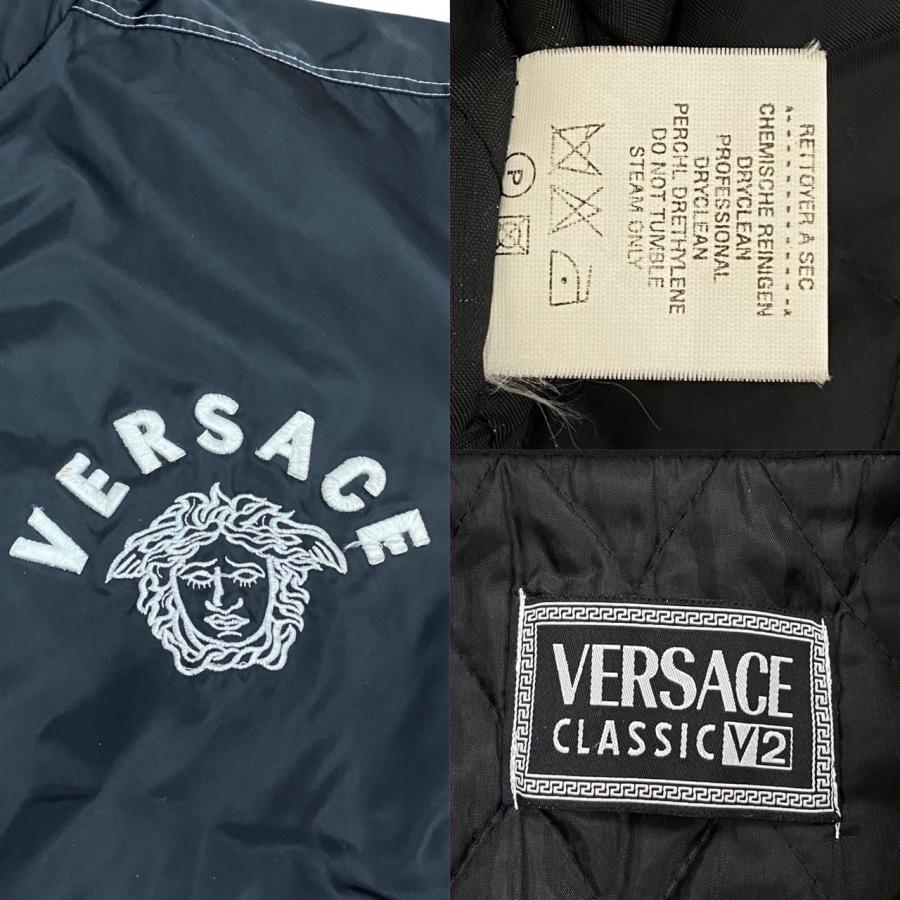 VERSACE
RETTOYER A SEC
CHEMISCHE REINIGEN
DRYCLEAN
PROFESSIONAL
DRYCLEAN
PERCHL DRETHYLENE
DO NOT TUMBLE
STEAM ONLY
P
VERSACE
CLASSIC V2